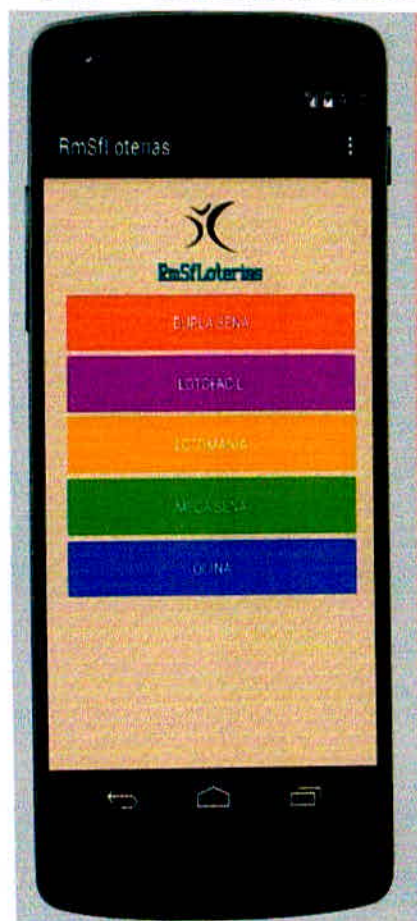 RmSfLoterias
RmSfLoterias
DUPLA SENA
LOTOFACIL
LOTOMANIA
MEGA SENA
QUINA